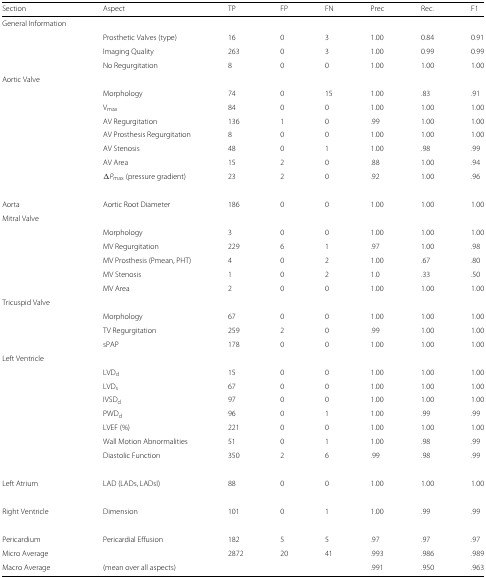 Section Aspect TP FP FN Prec Rec. F1
General Information
Prosthetic Valves (type) 16 0 3 1.00 0.84 0.91
Imaging Quality 263 0 3 1.00 0.99 0.99
No Regurgitation 8 0 0 1.00 1.00 1.00
Aortic Valve
Morphology 74 0 15 1.00 .83 .91
Vmax 84 0 0 1.00 1.00 1.00
AV Regurgitation 136 1 0 .99 1.00 1.00
AV Prosthesis Regurgitation 8 0 0 1.00 1.00 1.00
AV Stenosis 48 0 1 1.00 .98 .99
AV Area 15 2 0 .88 1.00 .94
ΔPmax (pressure gradient) 23 2 0 .92 1.00 .96
Aorta Aortic Root Diameter 186 0 0 1.00 1.00 1.00
Mitral Valve
Morphology 3 0 0 1.00 1.00 1.00
MV Regurgitation 229 6 1 .97 1.00 .98
MV Prosthesis (Pmean, PHT) 4 0 2 1.00 .67 .80
MV Stenosis 1 0 2 1.0 .33 .50
MV Area 2 0 0 1.00 1.00 1.00
Tricuspid Valve
Morphology 67 0 0 1.00 1.00 1.00
TV Regurgitation 259 2 0 .99 1.00 1.00
sPAP 178 0 0 1.00 1.00 1.00
Left Ventricle
LVDd 15 0 0 1.00 1.00 1.00
LVDs 67 0 0 1.00 1.00 1.00
IVSDd 97 0 0 1.00 1.00 1.00
PWDd 96 0 1 1.00 .99 .99
LVEF (%) 221 0 0 1.00 1.00 1.00
Wall Motion Abnormalities 51 0 1 1.00 .98 .99
Diastolic Function 350 2 6 .99 .98 .99
Left Atrium LAD (LADs, LADsI) 88 0 0 1.00 1.00 1.00
Right Ventricle Dimension 101 0 1 1.00 .99 .99
Pericardium Pericardial Effusion 182 5 5 .97 .97 .97
Micro Average 2872 20 41 .993 .986 .989
Macro Average (mean over all aspects) .991 .950 .963